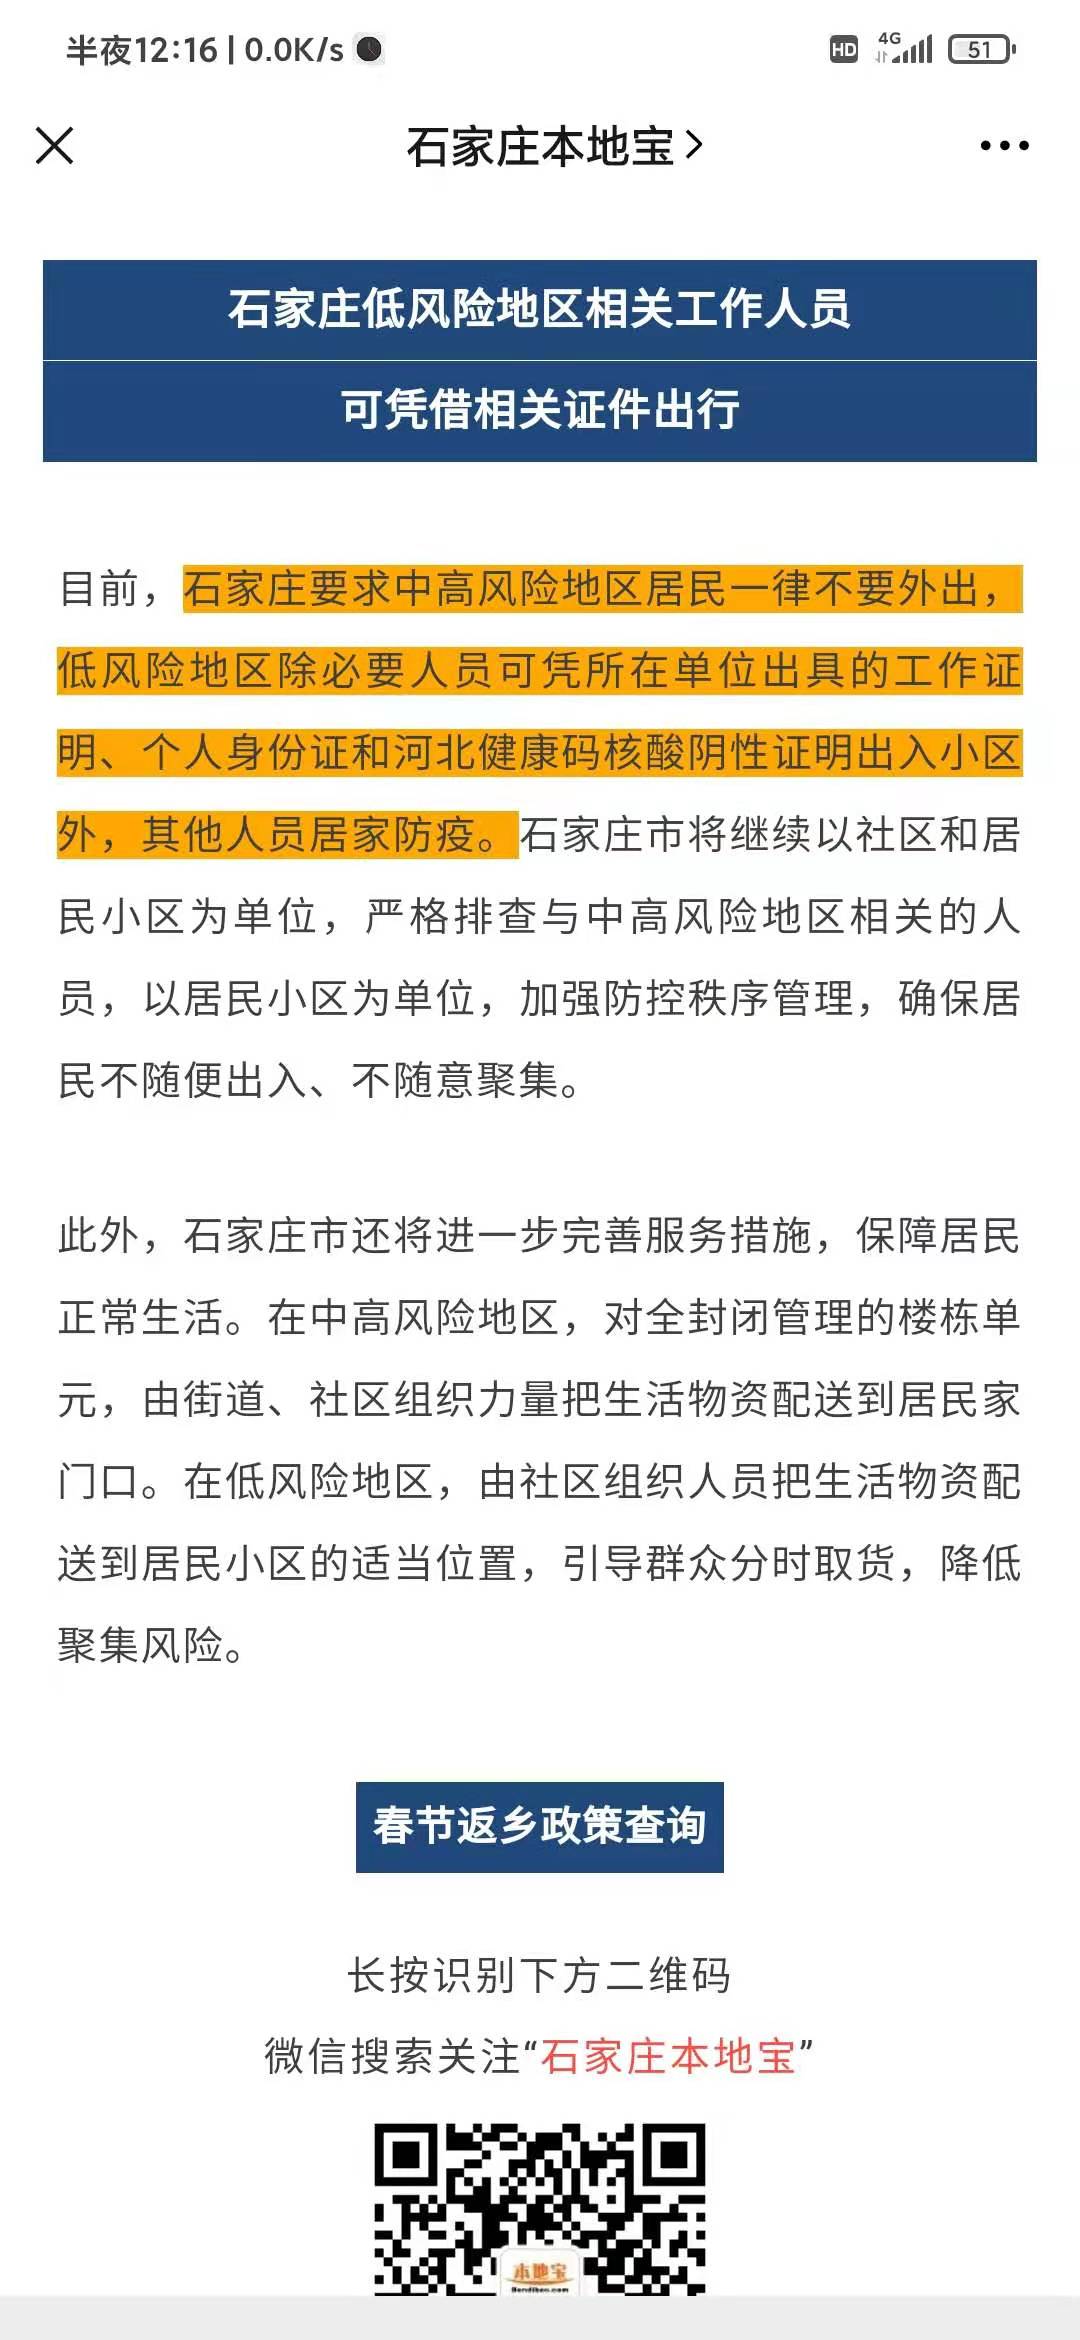 半夜12:16 | 0.0K/s
HD 4G 51
石家庄本地宝
石家庄低风险地区相关工作人员
可凭借相关证件出行
目前，石家庄要求中高风险地区居民一律不要外出，
低风险地区除必要人员可凭所在单位出具的工作证
明、个人身份证和河北健康码核酸阴性证明出入小区
外，其他人员居家防疫。石家庄市将继续以社区和居
民小区为单位，严格排查与中高风险地区相关的人
员，以居民小区为单位，加强防控秩序管理，确保居
民不随便出入、不随意聚集。
此外，石家庄市还将进一步完善服务措施，保障居民
正常生活。在中高风险地区，对全封闭管理的楼栋单
元，由街道、社区组织力量把生活物资配送到居民家
门口。在低风险地区，由社区组织人员把生活物资配
送到居民小区的适当位置，引导群众分时取货，降低
聚集风险。
春节返乡政策查询
长按识别下方二维码
微信搜索关注“石家庄本地宝”
本地宝
Bendibao.com